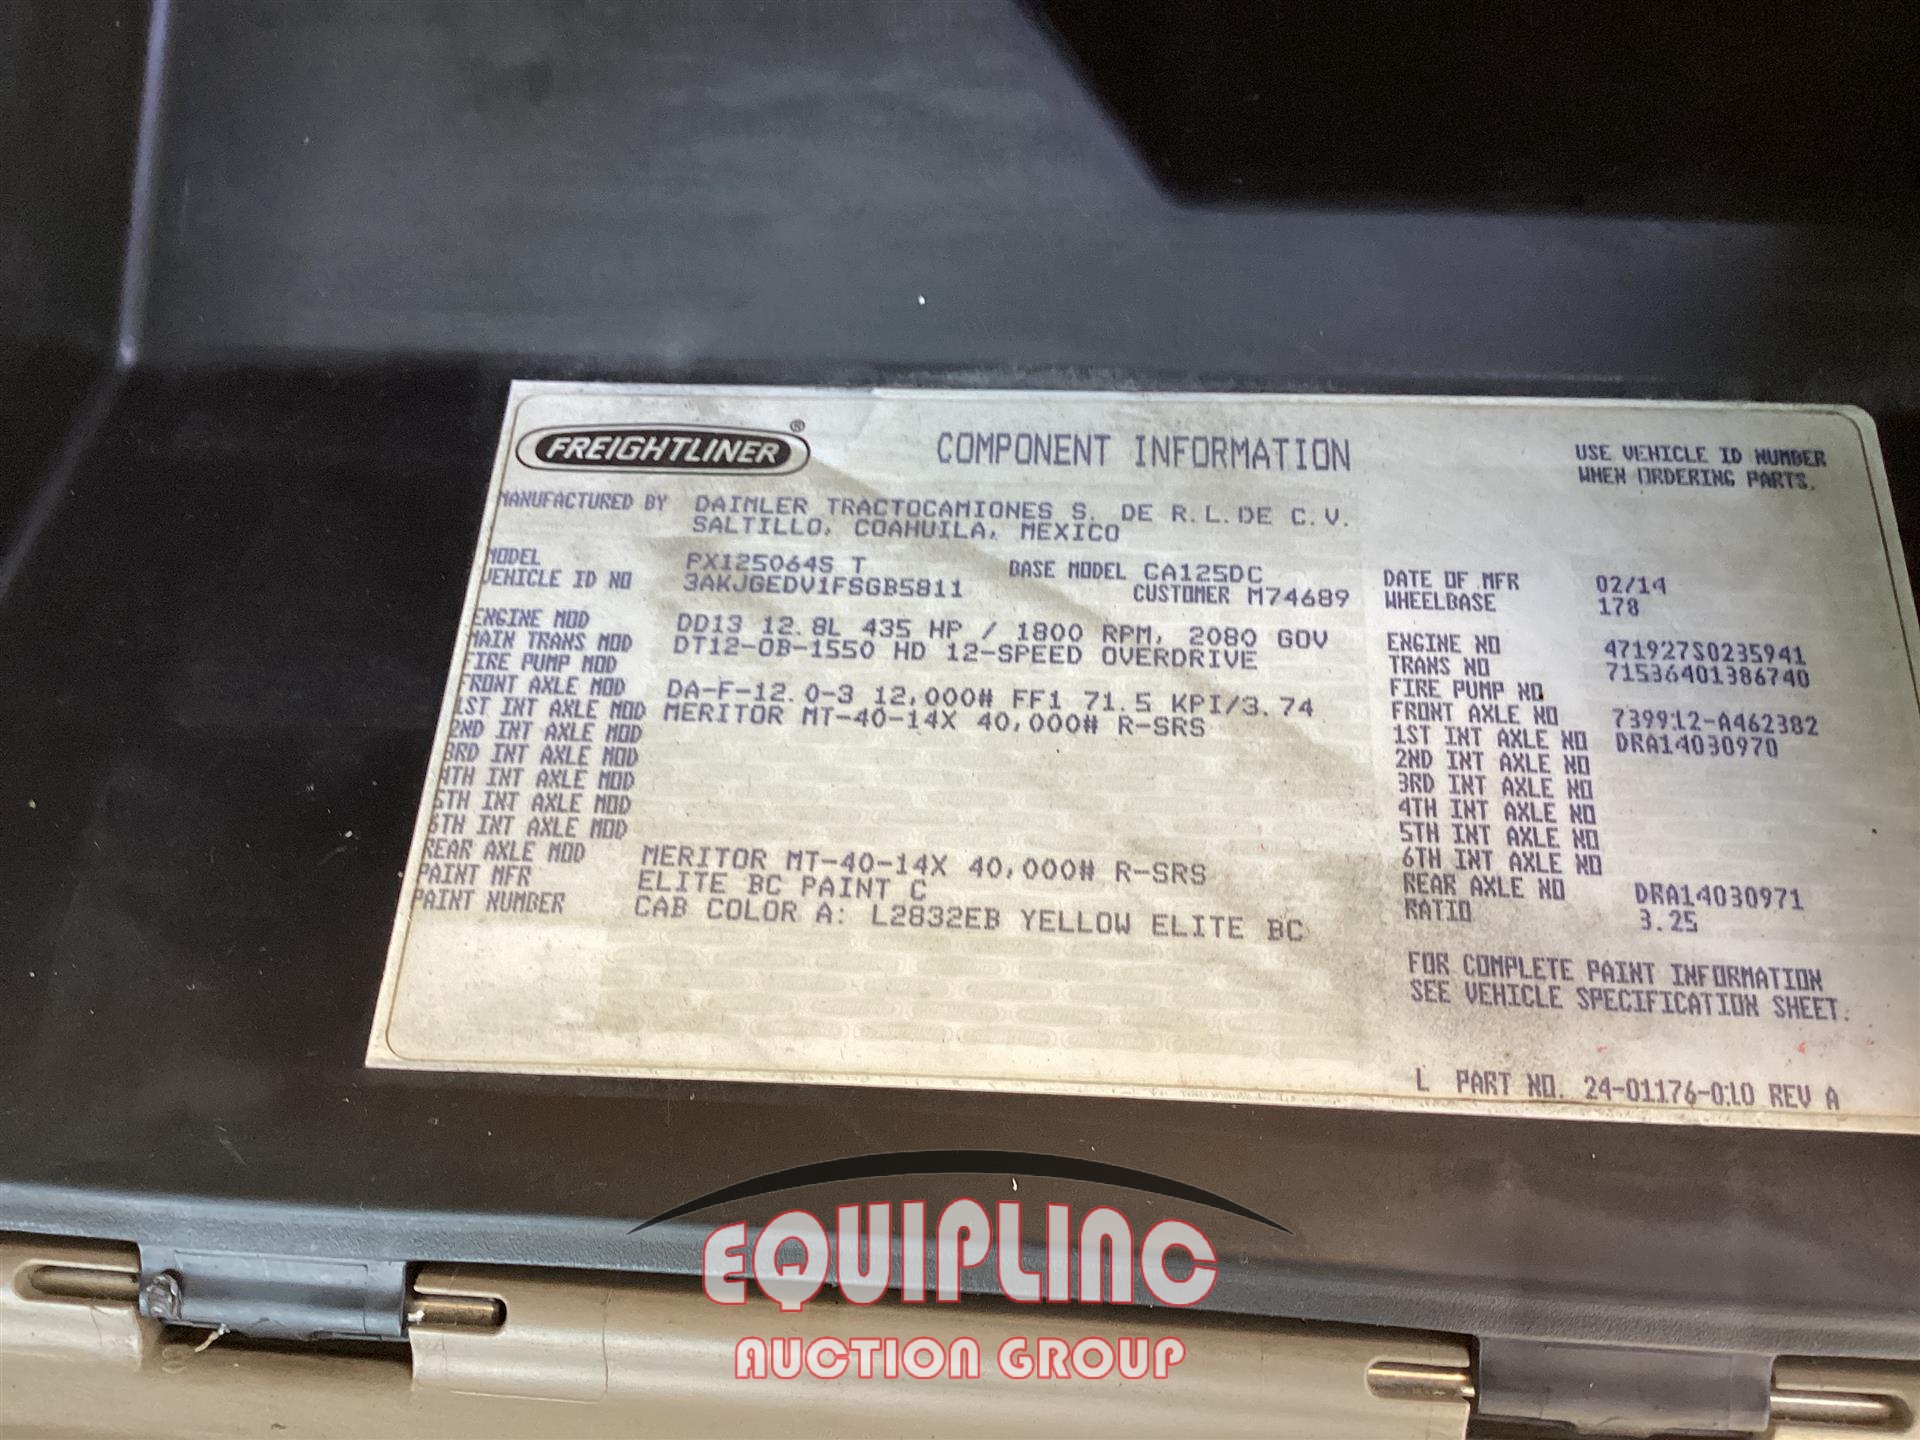 FREIGHTLINER®
COMPONENT INFORMATION
USE VEHICLE ID NUMBER
WHEN ORDERING PARTS.
MANUFACTURED BY DAIMLER TRACTOCAMIONES S. DE R.L.DE C.V.
SALTILLO, COAHUILA, MEXICO
MODEL PX125064S T BASE MODEL CA125DC DATE OF MFR 02/14
VEHICLE ID NO 3AKJGEDV1FSGB5811 CUSTOMER M74689 WHEELBASE 178
ENGINE MOD DD13 12.8L 435 HP / 1800 RPM, 2080 GOV ENGINE NO 471927S0235941
MAIN TRANS MOD DT12-OB-1550 HD 12-SPEED OVERDRIVE TRANS NO 71536401386740
FIRE PUMP MOD FIRE PUMP NO
FRONT AXLE MOD DA-F-12.0-3 12,000# FF1 71.5 KPI/3.74 FRONT AXLE NO 739912-A462382
1ST INT AXLE MOD MERITOR MT-40-14X 40,000# R-SRS 1ST INT AXLE NO DRA14030970
2ND INT AXLE MOD 2ND INT AXLE NO
3RD INT AXLE MOD 3RD INT AXLE NO
4TH INT AXLE MOD 4TH INT AXLE NO
5TH INT AXLE MOD 5TH INT AXLE NO
6TH INT AXLE MOD 6TH INT AXLE NO
REAR AXLE MOD MERITOR MT-40-14X 40,000# R-SRS REAR AXLE NO DRA14030971
PAINT MFR ELITE BC PAINT C RATIO 3.25
PAINT NUMBER CAB COLOR A: L2832EB YELLOW ELITE BC
FOR COMPLETE PAINT INFORMATION
SEE VEHICLE SPECIFICATION SHEET.
L PART NO. 24-01176-010 REV A
EQUIPLINC
AUCTION GROUP